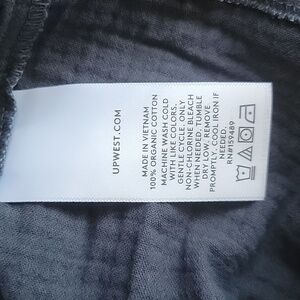 UPWEST.COM
MADE IN VIETNAM
100% ORGANIC COTTON
MACHINE WASH COLD
WITH LIKE COLORS,
GENTLE CYCLE. ONLY
NON-CHLORINE BLEACH
WHEN NEEDED. TUMBLE
DRY LOW. REMOVE
PROMPTLY. COOL IRON IF
NEEDED.
RN#159489